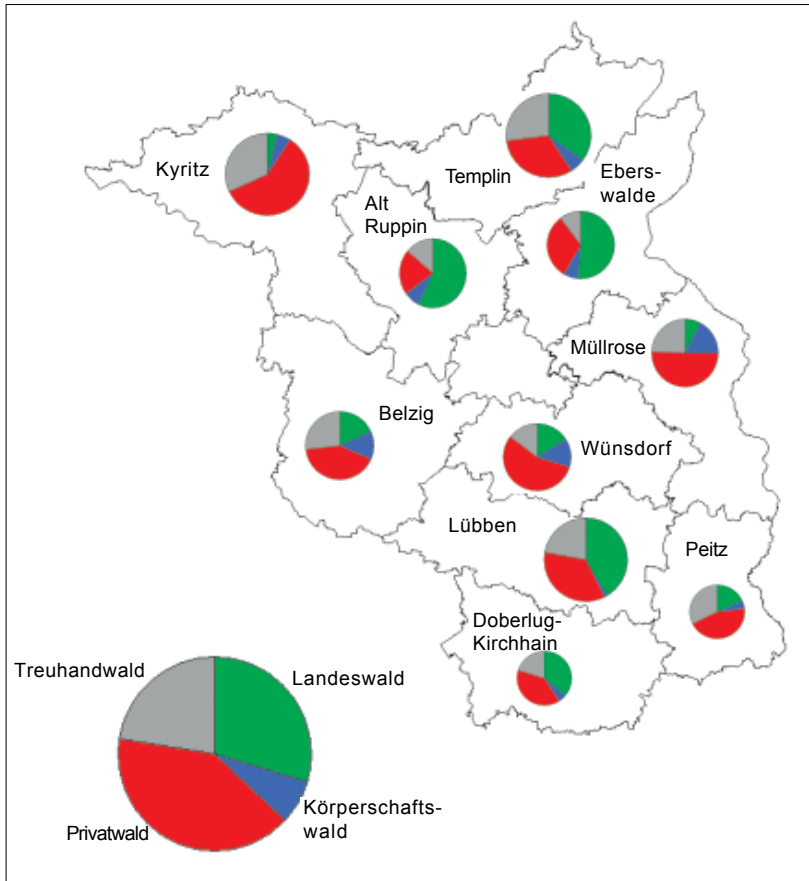 Kyritz
Templin
Ebers-
walde
Alt
Ruppin
Müllrose
Belzig
Wünsdorf
Lübben
Peitz
Doberlug-
Kirchhain
Treuhandwald
Landeswald
Körperschafts-
wald
Privatwald